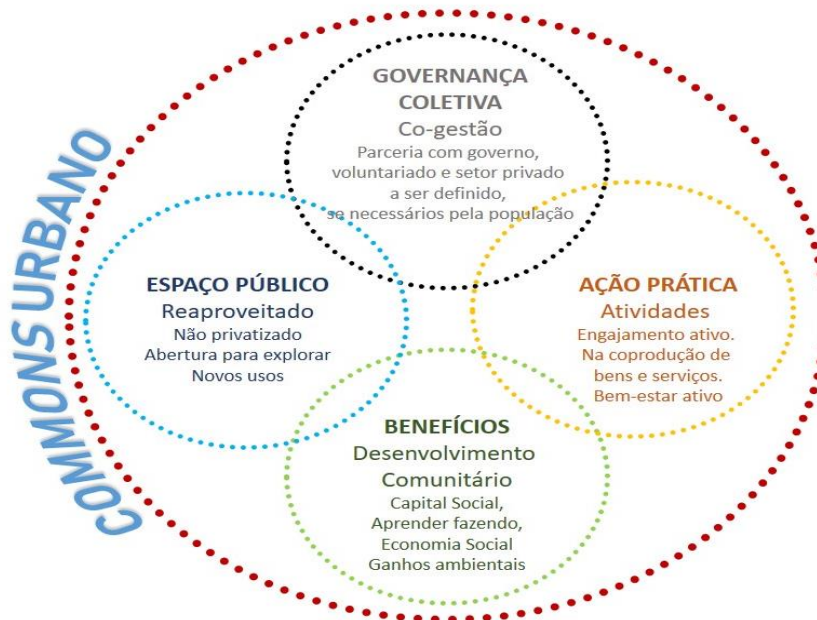 COMMONS URBANO
GOVERNANÇA
COLETIVA
Co-gestão
Parceria com governo,
voluntariado e setor privado
a ser definido,
se necessários pela população
ESPAÇO PÚBLICO
Reaproveitado
Não privatizado
Abertura para explorar
Novos usos
AÇÃO PRÁTICA
Atividades
Engajamento ativo.
Na coprodução de
bens e serviços.
Bem-estar ativo
BENEFÍCIOS
Desenvolvimento
Comunitário
Capital Social,
Aprender fazendo,
Economia Social
Ganhos ambientais